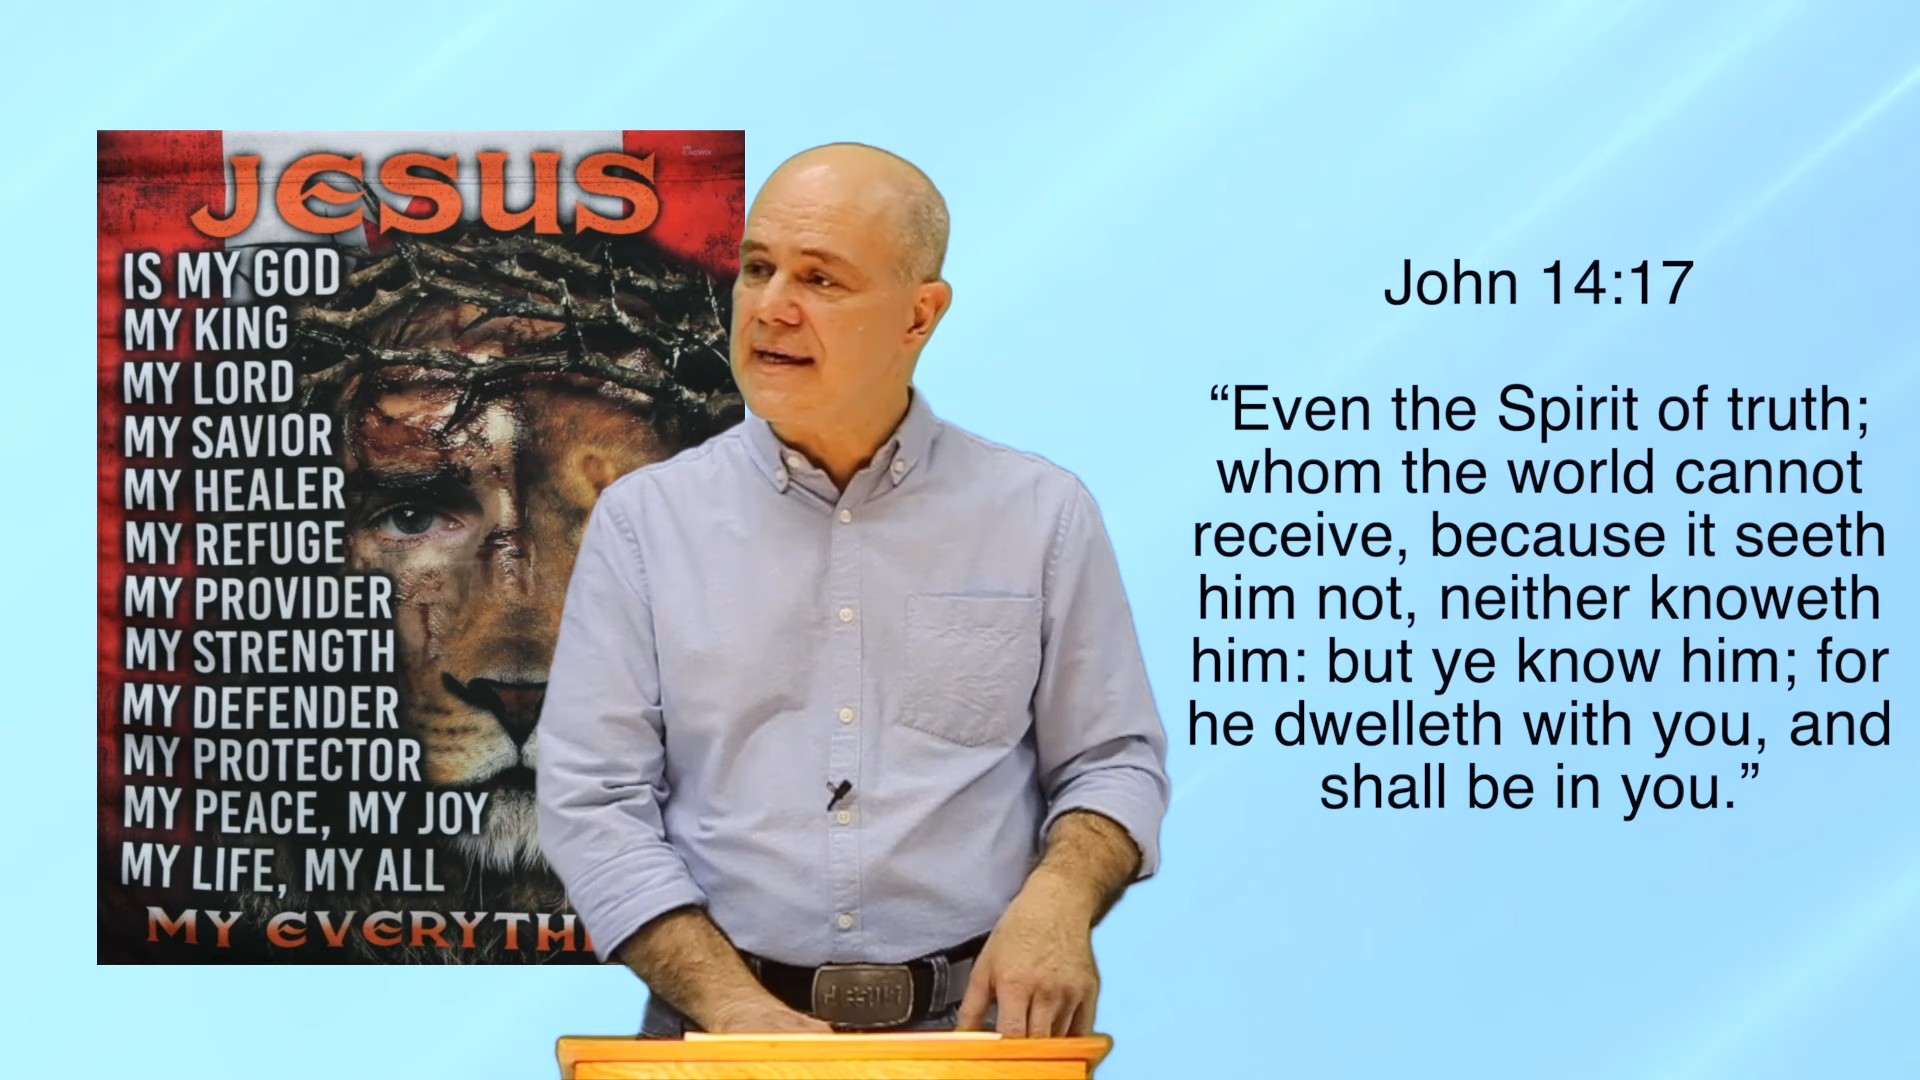 JESUS
IS MY GOD
MY KING
MY LORD
MY SAVIOR
MY HEALER
MY REFUGE
MY PROVIDER
MY STRENGTH
MY DEFENDER
MY PROTECTOR
MY PEACE, MY JOY
MY LIFE, MY ALL
MY EVERYTHI
John 14:17
“Even the Spirit of truth;
whom the world cannot
receive, because it seeth
him not, neither knoweth
him: but ye know him; for
he dwelleth with you, and
shall be in you.”